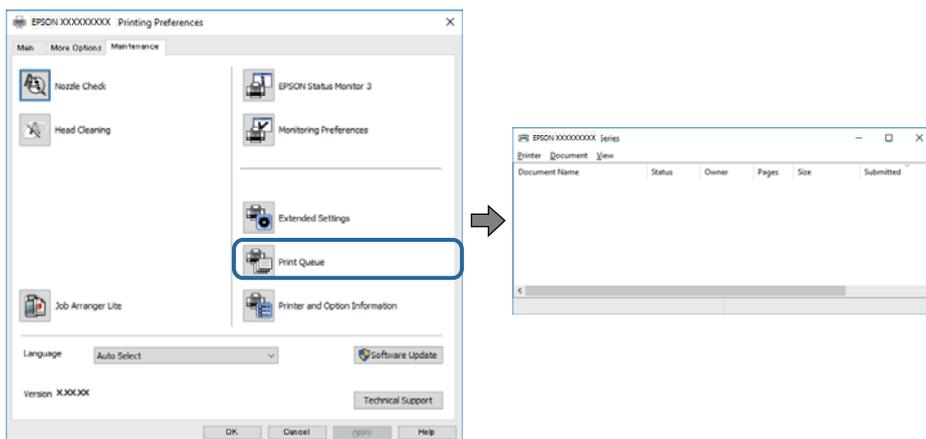 EPSON XXXXXXXXX Printing Preferences
Main More Options Maintenance
Nozzle Check
EPSON Status Monitor 3
Head Cleaning
Monitoring Preferences
Extended Settings
Print Queue
Job Arranger Lite
Printer and Option Information
Language Auto Select
Software Update
Version X.XX.XX
Technical Support
OK Cancel Apply Help
EPSON XXXXXXXXX Series
Printer Document View
Document Name Status Owner Pages Size Submitted